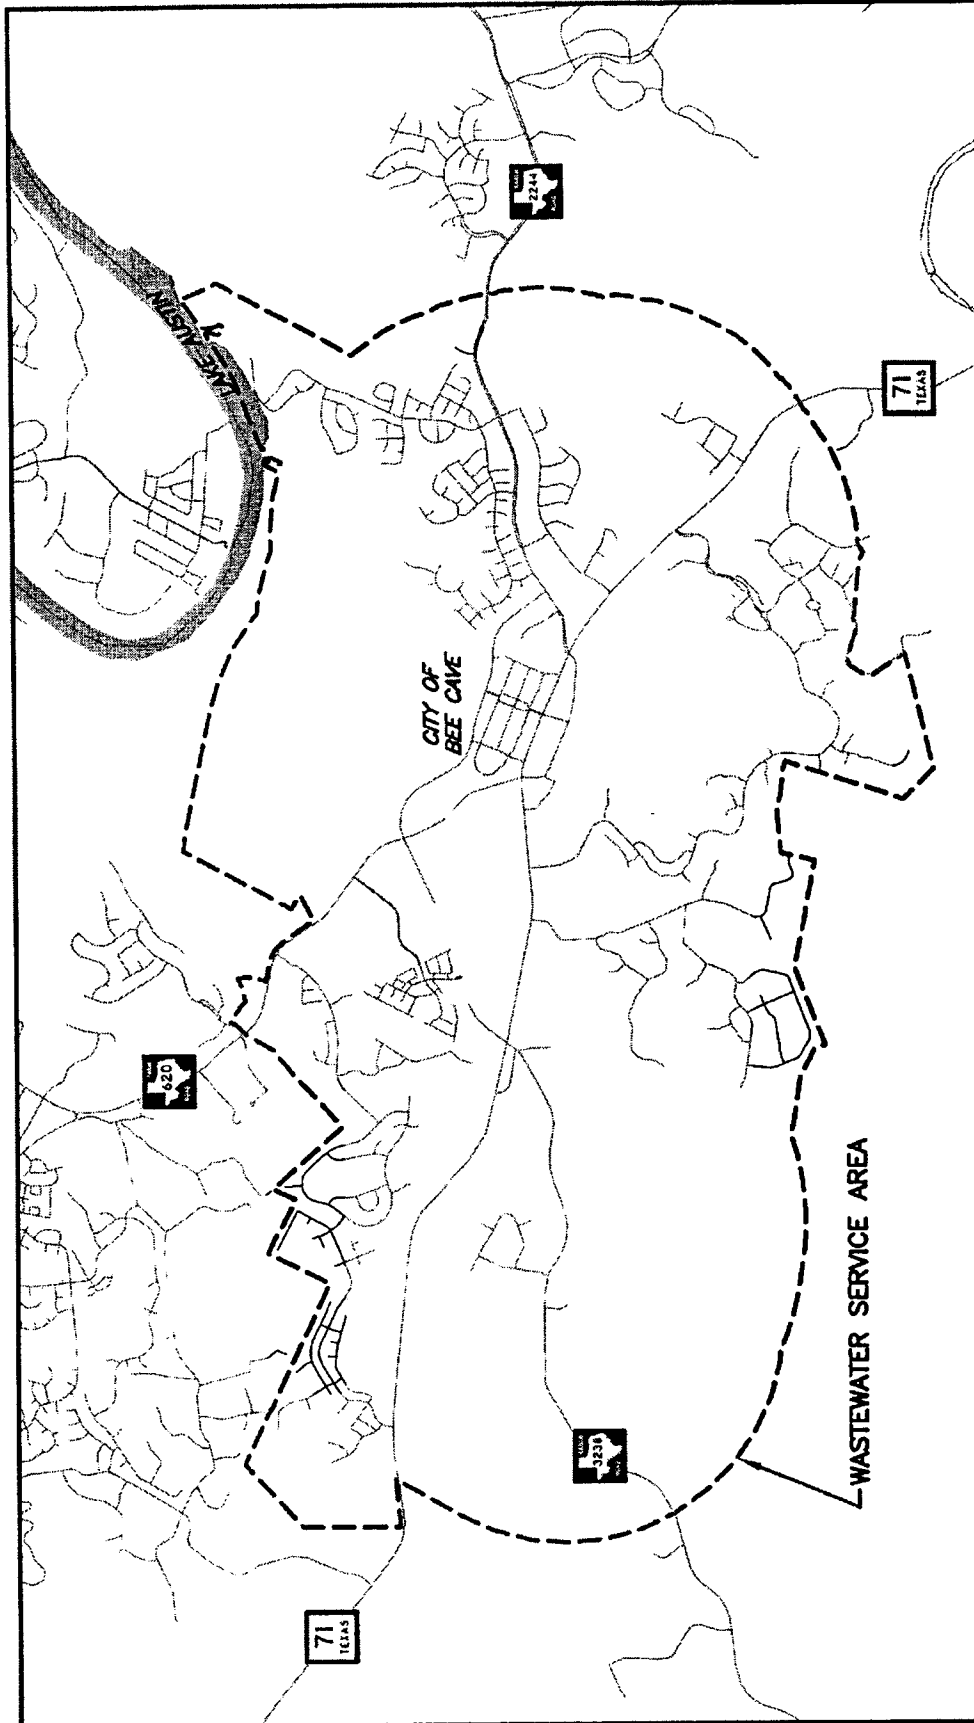 LAKE AUSTIN
2244
71
TEXAS
CITY OF
BEE CAVE
620
WASTEWATER SERVICE AREA
3238
71
TEXAS